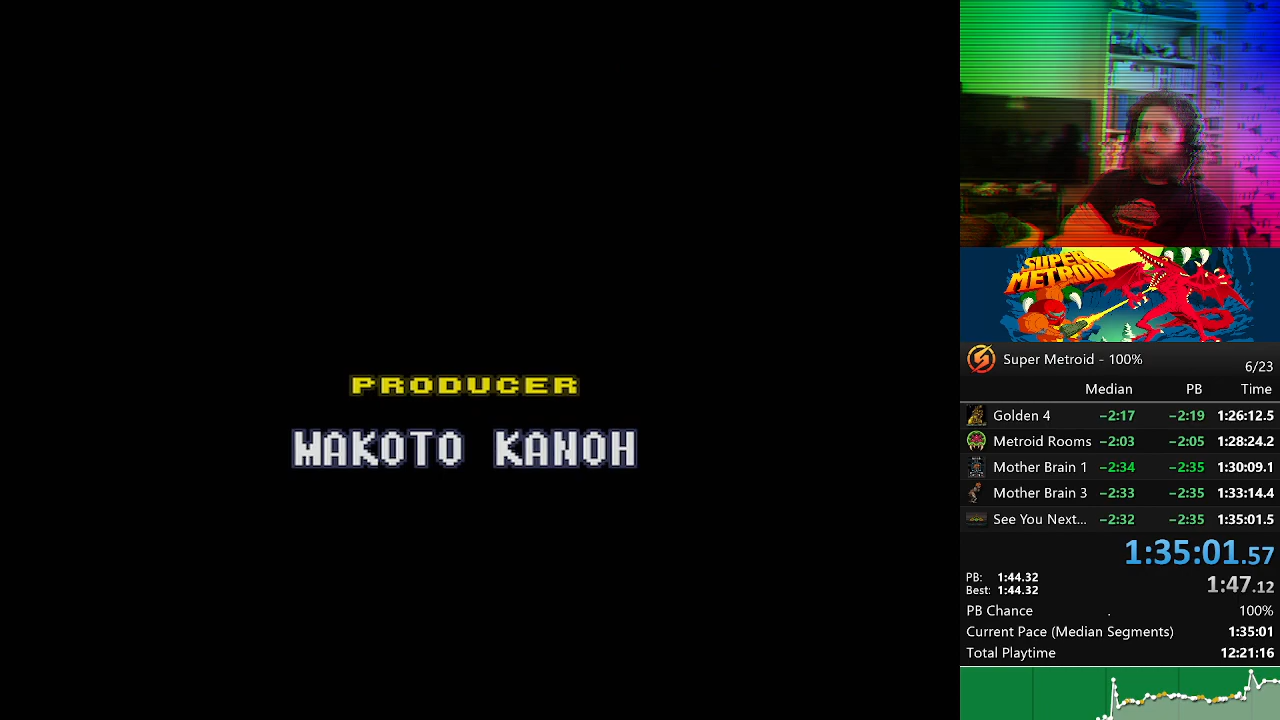 PRODUCER
MAKOTO KANOH
SUPER
METROID
Super Metroid - 100%
6/23
Median PB Time
Golden 4 −2:17 −2:19 1:26:12.5
Metroid Rooms −2:03 −2:05 1:28:24.2
Mother Brain 1 −2:34 −2:35 1:30:09.1
Mother Brain 3 −2:33 −2:35 1:33:14.4
See You Next... −2:32 −2:35 1:35:01.5
1:35:01.57
PB: 1:44.32
Best: 1:44.32
1:47.12
PB Chance . 100%
Current Pace (Median Segments) 1:35:01
Total Playtime 12:21:16